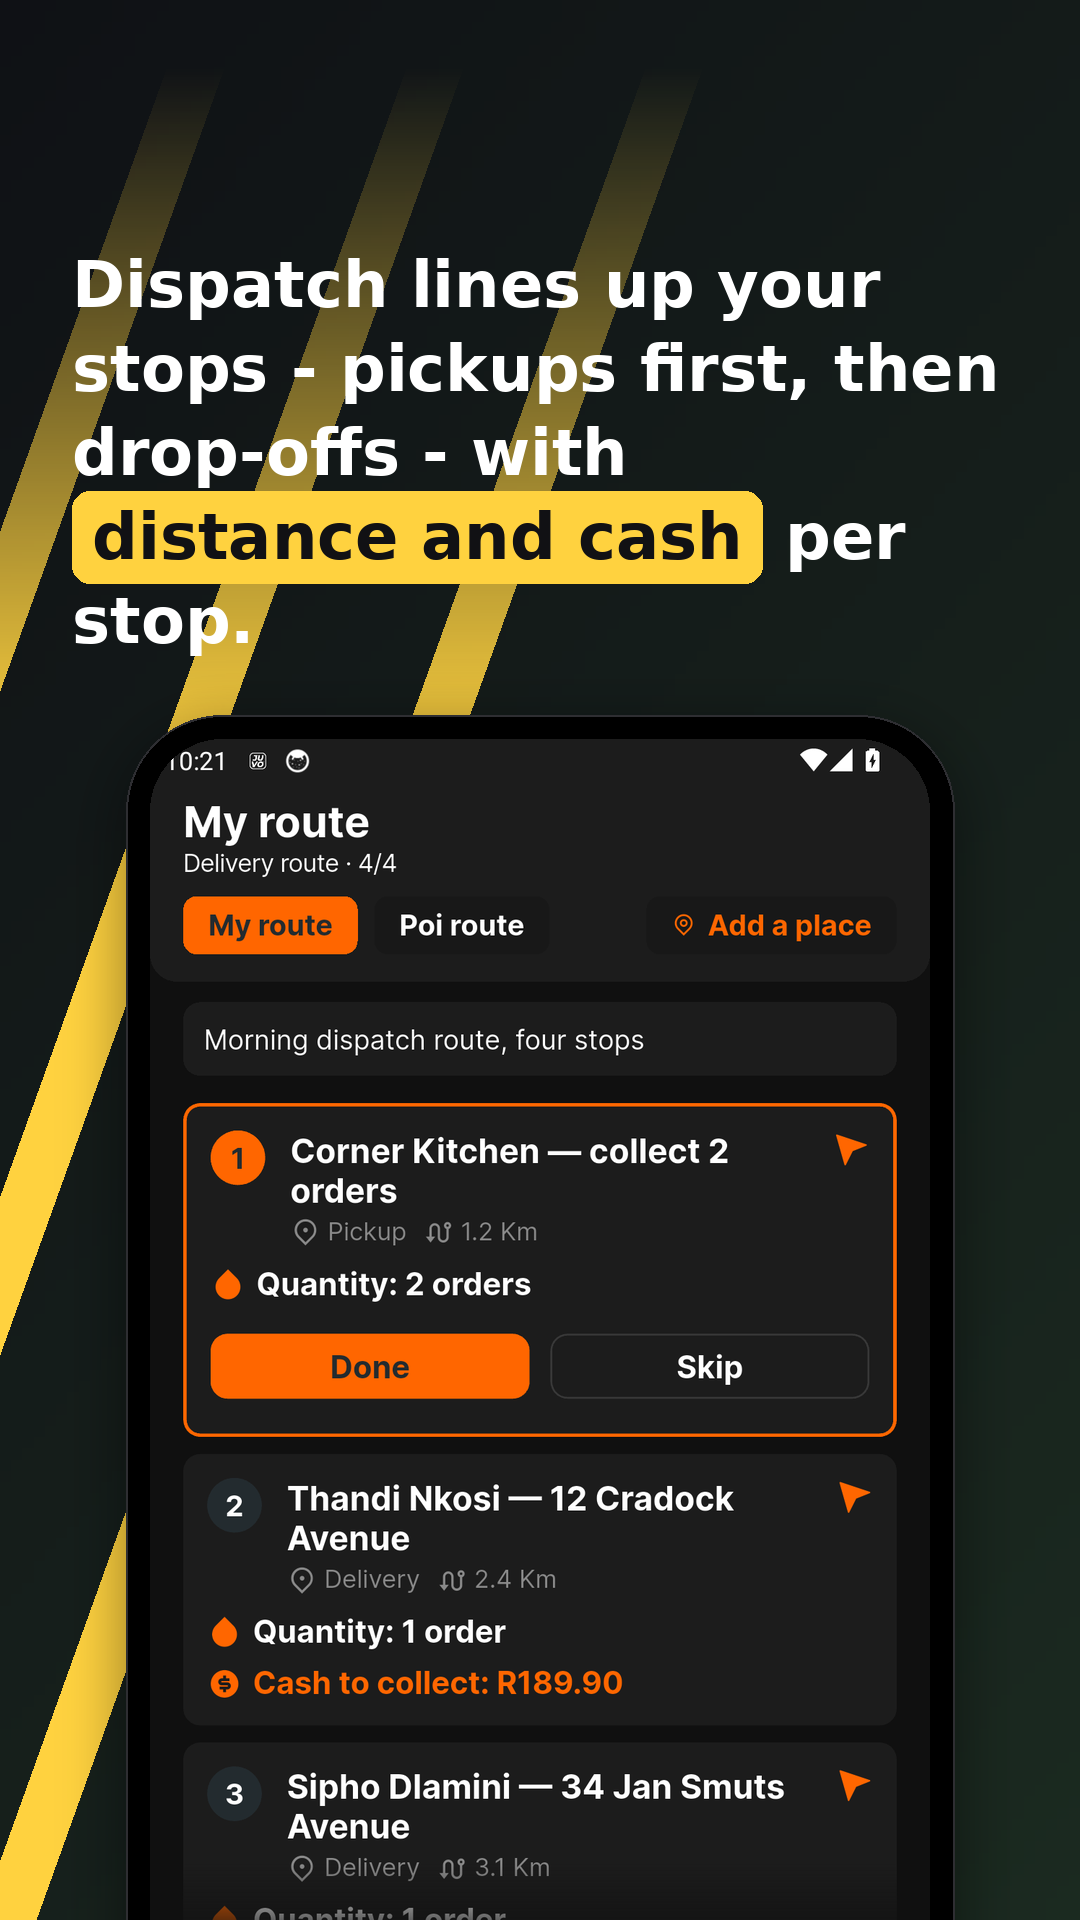 Dispatch lines up your
stops - pickups first, then
drop-offs - with
distance and cash per
stop.
10:21
JUVO
My route
Delivery route · 4/4
My route
Poi route
Add a place
Morning dispatch route, four stops
1
Corner Kitchen — collect 2
orders
Pickup 1.2 Km
Quantity: 2 orders
Done
Skip
2
Thandi Nkosi — 12 Cradock
Avenue
Delivery 2.4 Km
Quantity: 1 order
Cash to collect: R189.90
3
Sipho Dlamini — 34 Jan Smuts
Avenue
Delivery 3.1 Km
Quantity: 1 order